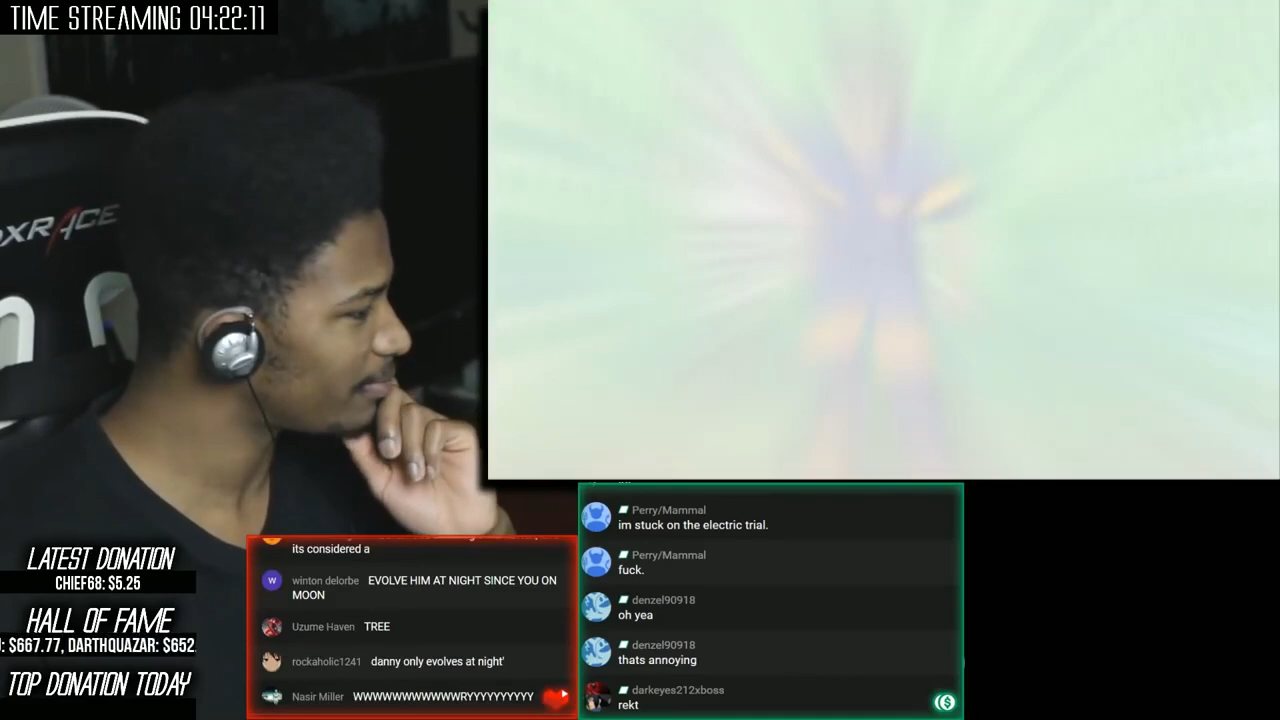 TIME STREAMING 04:22:11
XRACE
Perry/Mammal
im stuck on the electric trial.
Perry/Mammal
fuck.
denzel90918
oh yea
denzel90918
thats annoying
darkeyes212xboss
rekt
its considered a
winton delorbe EVOLVE HIM AT NIGHT SINCE YOU ON
MOON
Uzume Haven TREE
rockaholic1241 danny only evolves at night'
Nasir Miller WWWWWWWWWWWWRYYYYYYYYYY
LATEST DONATION
CHIEF68: $5.25
HALL OF FAME
: $667.77, DARTHQUAZAR: $652
TOP DONATION TODAY